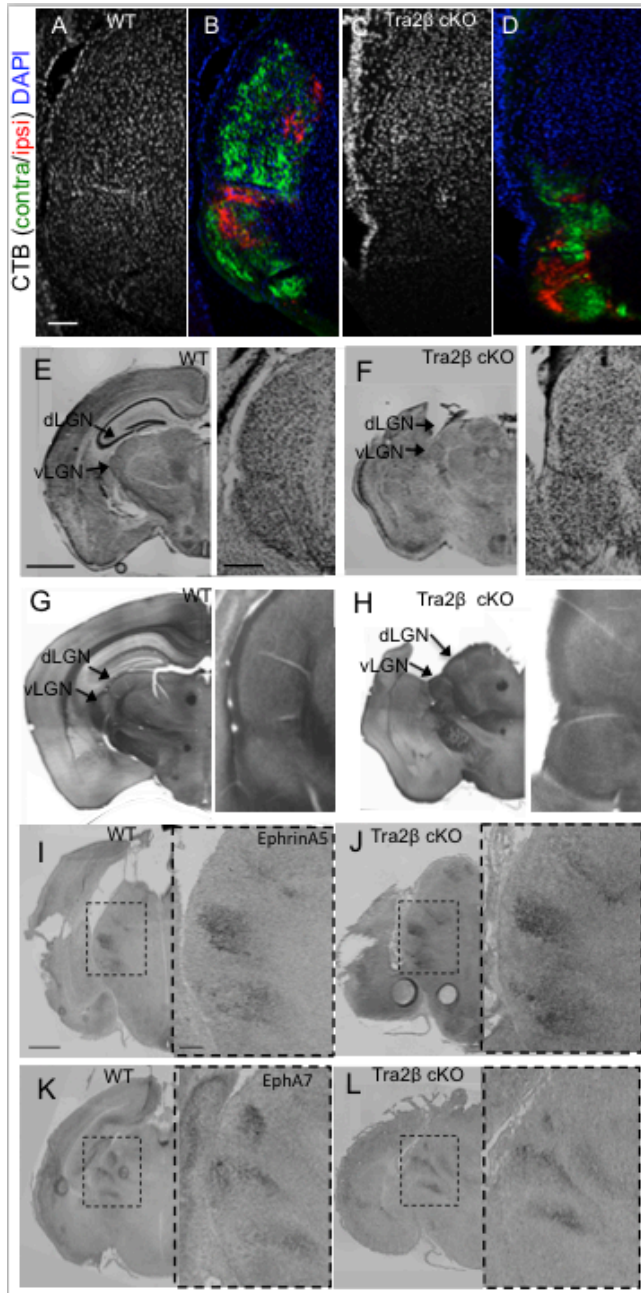 CTB (contra/ipsi) DAPI
A WT
B
C Tra2β cKO
D
E WT
dLGN
vLGN
F Tra2β cKO
dLGN
vLGN
G WT
dLGN
vLGN
H Tra2β cKO
dLGN
vLGN
I WT
EphrinA5
J Tra2β cKO
K WT
EphA7
L Tra2β cKO